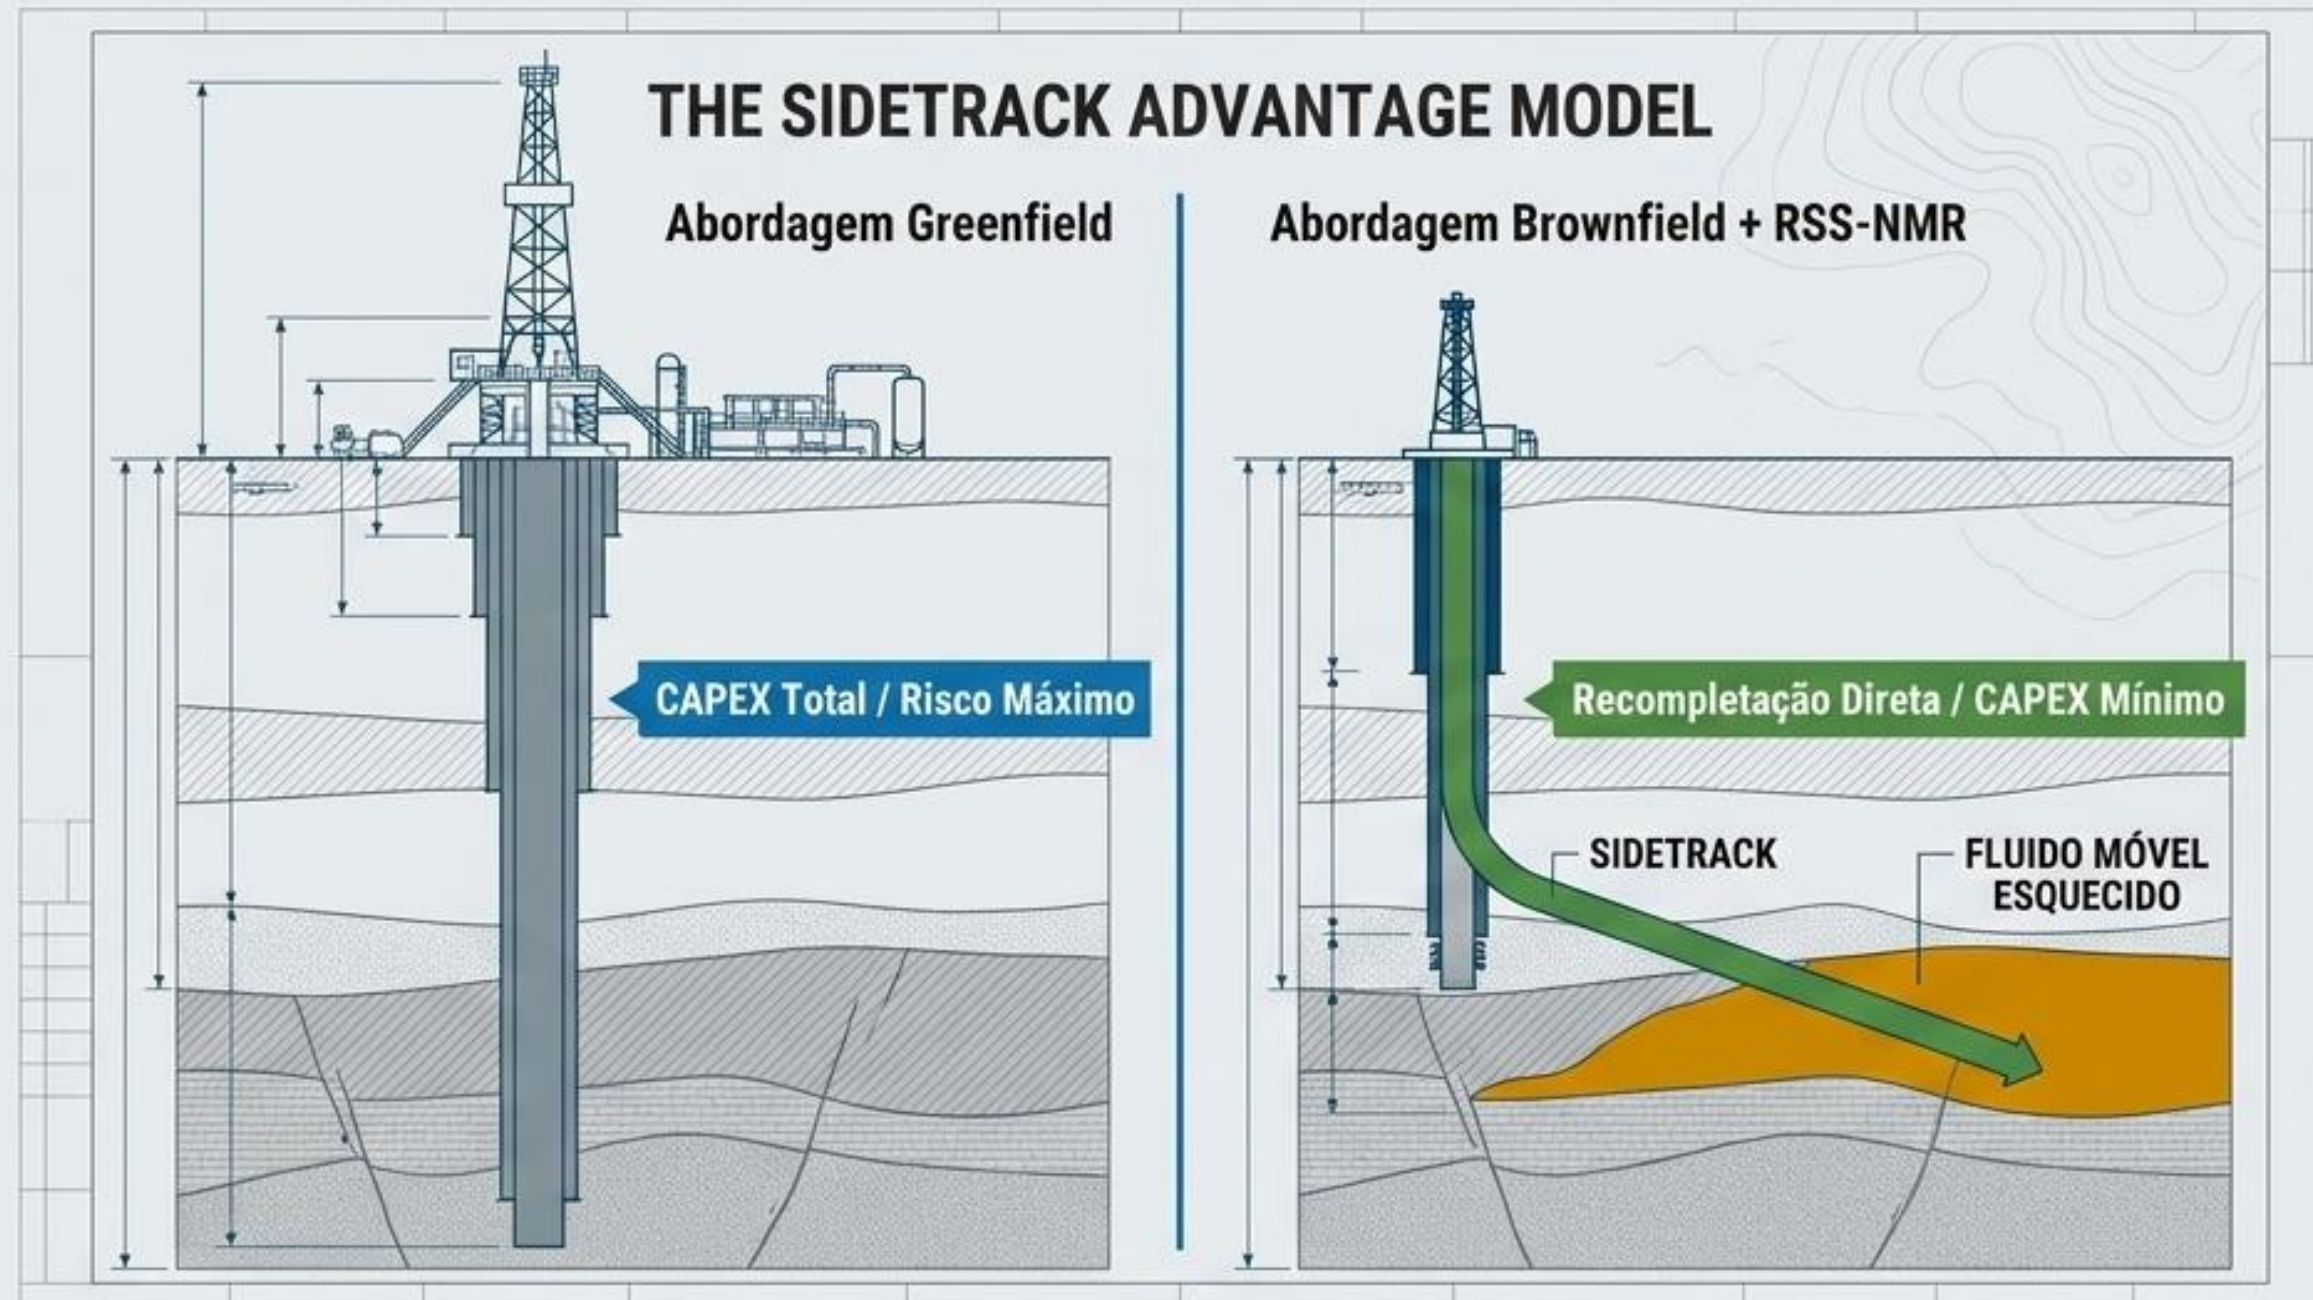 THE SIDETRACK ADVANTAGE MODEL
Abordagem Greenfield
Abordagem Brownfield + RSS-NMR
CAPEX Total / Risco Máximo
Recompletação Direta / CAPEX Mínimo
SIDETRACK
FLUIDO MÓVEL
ESQUECIDO